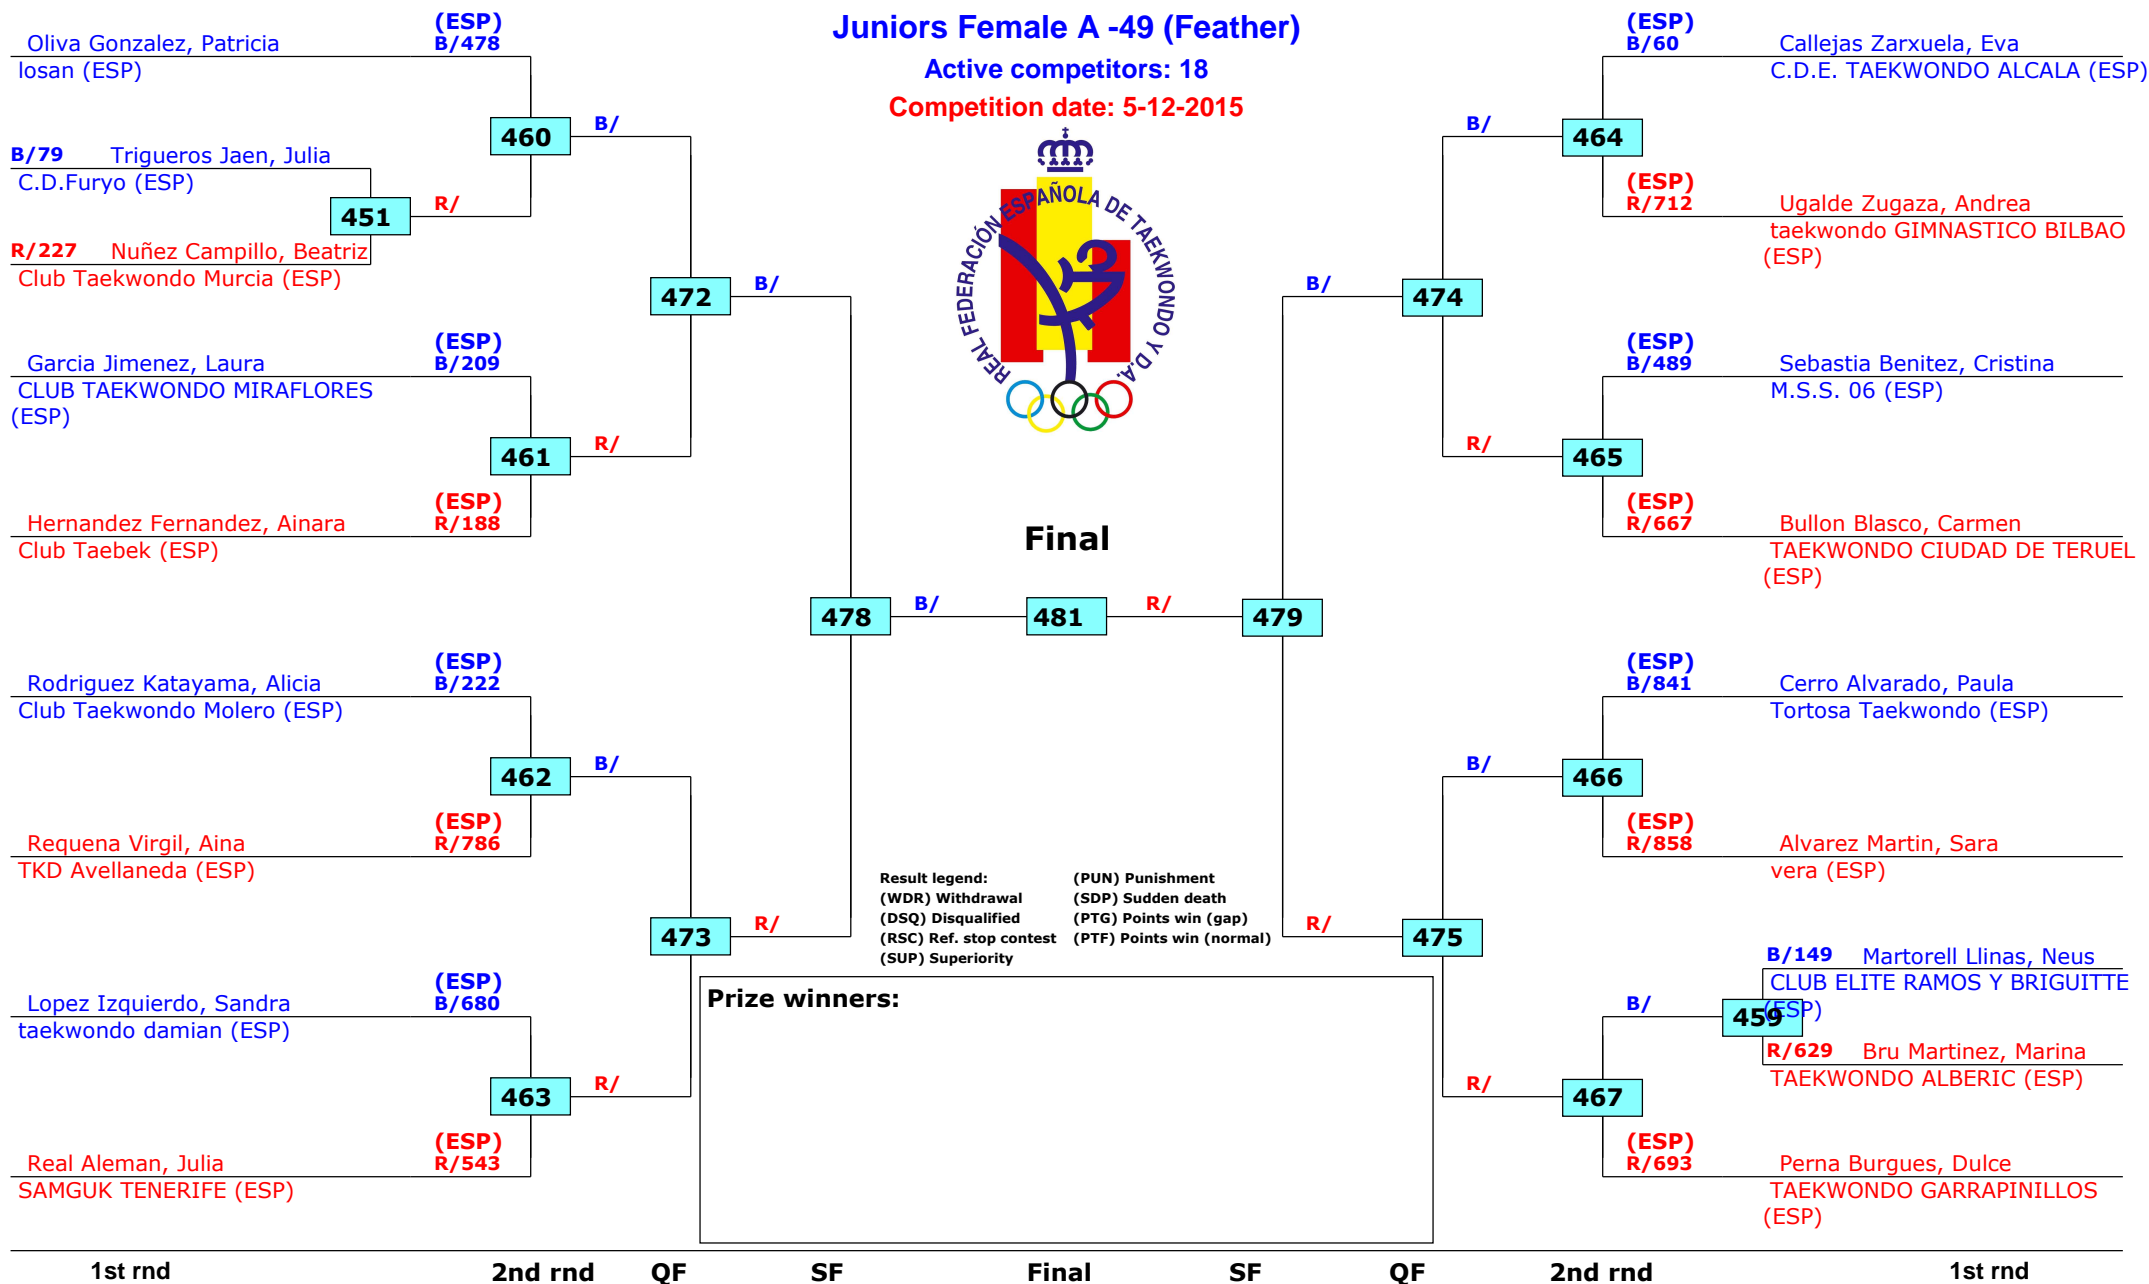 Juniors Female A -49 (Feather)
Active competitors: 18
Competition date: 5-12-2015
REAL FEDERACIÓN ESPAÑOLA DE TAEKWONDO Y D.A.
(ESP)
Oliva Gonzalez, Patricia B/478
losan (ESP)
460
B/
B/79 Trigueros Jaen, Julia
C.D.Furyo (ESP)
451
R/
R/227 Nuñez Campillo, Beatriz
Club Taekwondo Murcia (ESP)
472
B/
(ESP)
Garcia Jimenez, Laura B/209
CLUB TAEKWONDO MIRAFLORES
(ESP)
461
R/
(ESP)
Hernandez Fernandez, Ainara R/188
Club Taebek (ESP)
Final
478
B/
481
R/
479
(ESP)
Rodriguez Katayama, Alicia B/222
Club Taekwondo Molero (ESP)
462
B/
(ESP)
Requena Virgil, Aina R/786
TKD Avellaneda (ESP)
473
R/
(ESP)
Lopez Izquierdo, Sandra B/680
taekwondo damian (ESP)
463
R/
(ESP)
Real Aleman, Julia R/543
SAMGUK TENERIFE (ESP)
(ESP)
B/60 Callejas Zarxuela, Eva
C.D.E. TAEKWONDO ALCALA (ESP)
B/
464
(ESP)
R/712 Ugalde Zugaza, Andrea
taekwondo GIMNASTICO BILBAO
(ESP)
B/
474
(ESP)
B/489 Sebastia Benitez, Cristina
M.S.S. 06 (ESP)
R/
465
(ESP)
R/667 Bullon Blasco, Carmen
TAEKWONDO CIUDAD DE TERUEL
(ESP)
(ESP)
B/841 Cerro Alvarado, Paula
Tortosa Taekwondo (ESP)
B/
466
(ESP)
R/858 Alvarez Martin, Sara
vera (ESP)
R/
475
B/149 Martorell Llinas, Neus
CLUB ELITE RAMOS Y BRIGUITTE
(ESP)
B/
459
R/629 Bru Martinez, Marina
TAEKWONDO ALBERIC (ESP)
R/
467
(ESP)
R/693 Perna Burgues, Dulce
TAEKWONDO GARRAPINILLOS
(ESP)
Result legend: (PUN) Punishment
(WDR) Withdrawal (SDP) Sudden death
(DSQ) Disqualified (PTG) Points win (gap)
(RSC) Ref. stop contest (PTF) Points win (normal)
(SUP) Superiority
Prize winners:
1st rnd 2nd rnd QF SF Final SF QF 2nd rnd 1st rnd